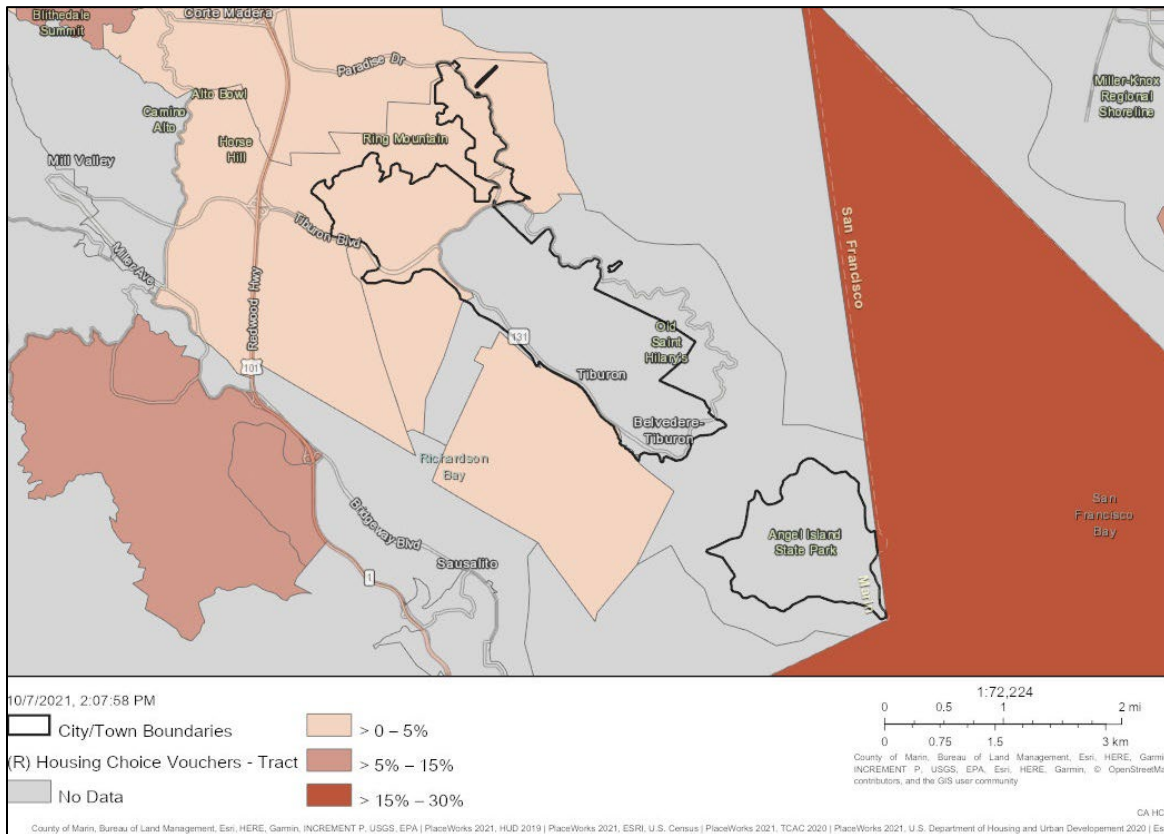 Blithedale
Summit
Corte Madera
Paradise Dr
Miller-Knox
Regional
Shoreline
Alto Bowl
Camino
Alto
Horse
Hill
Ring Mountain
Mill Valley
Tiburon Blvd
San Francisco
Miller Ave
Redwood Hwy
131
Old
Saint
Hilary's
101
Tiburon
Belvedere-
Tiburon
Richardson
Bay
San
Francisco
Bay
Bridgeway Blvd
Angel Island
State Park
Sausalito
1
Marin
10/7/2021, 2:07:58 PM
City/Town Boundaries
(R) Housing Choice Vouchers - Tract
No Data
> 0 – 5%
> 5% – 15%
> 15% – 30%
1:72,224
0 0.5 1 2 mi
0 0.75 1.5 3 km
County of Marin, Bureau of Land Management, Esri, HERE, Garmin,
INCREMENT P, USGS, EPA, Esri, HERE, Garmin, © OpenStreetMa
contributors, and the GIS user community
CA HC
County of Marin, Bureau of Land Management, Esri, HERE, Garmin, INCREMENT P, USGS, EPA | PlaceWorks 2021, HUD 2019 | PlaceWorks 2021, ESRI, U.S. Census | PlaceWorks 2021, TCAC 2020 | PlaceWorks 2021, U.S. Department of Housing and Urban Developement 2020 | Es